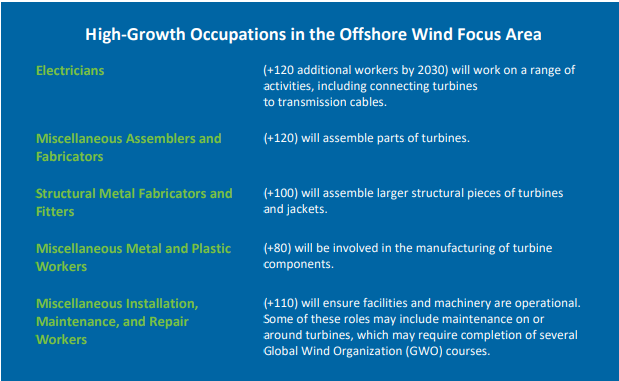 High-Growth Occupations in the Offshore Wind Focus Area
Electricians
(+120 additional workers by 2030) will work on a range of
activities, including connecting turbines
to transmission cables.
Miscellaneous Assemblers and
Fabricators
(+120) will assemble parts of turbines.
Structural Metal Fabricators and
Fitters
(+100) will assemble larger structural pieces of turbines
and jackets.
Miscellaneous Metal and Plastic
Workers
(+80) will be involved in the manufacturing of turbine
components.
Miscellaneous Installation,
Maintenance, and Repair
Workers
(+110) will ensure facilities and machinery are operational.
Some of these roles may include maintenance on or
around turbines, which may require completion of several
Global Wind Organization (GWO) courses.